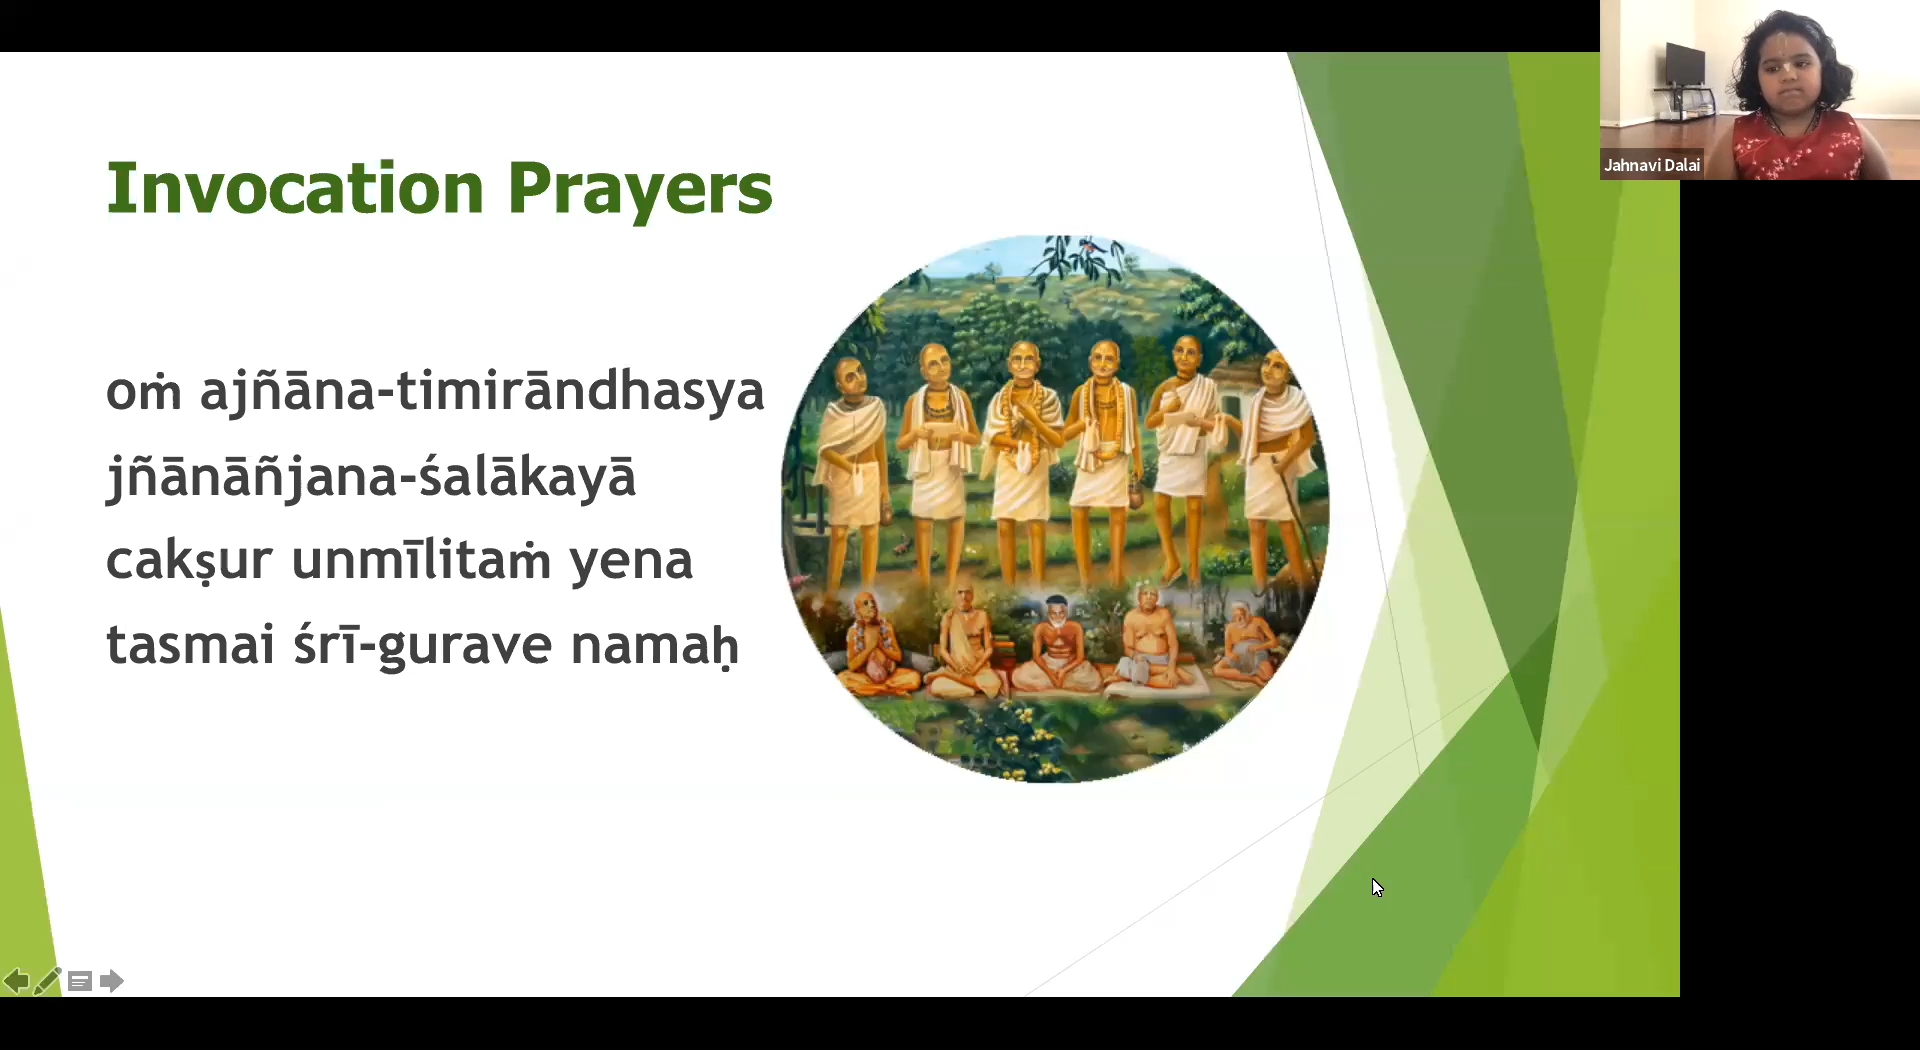 Invocation Prayers
oṁ ajñāna-timirāndhasya
jñānāñjana-śalākayā
cakṣur unmīlitaṁ yena
tasmai śrī-gurave namaḥ
Jahnavi Dalai